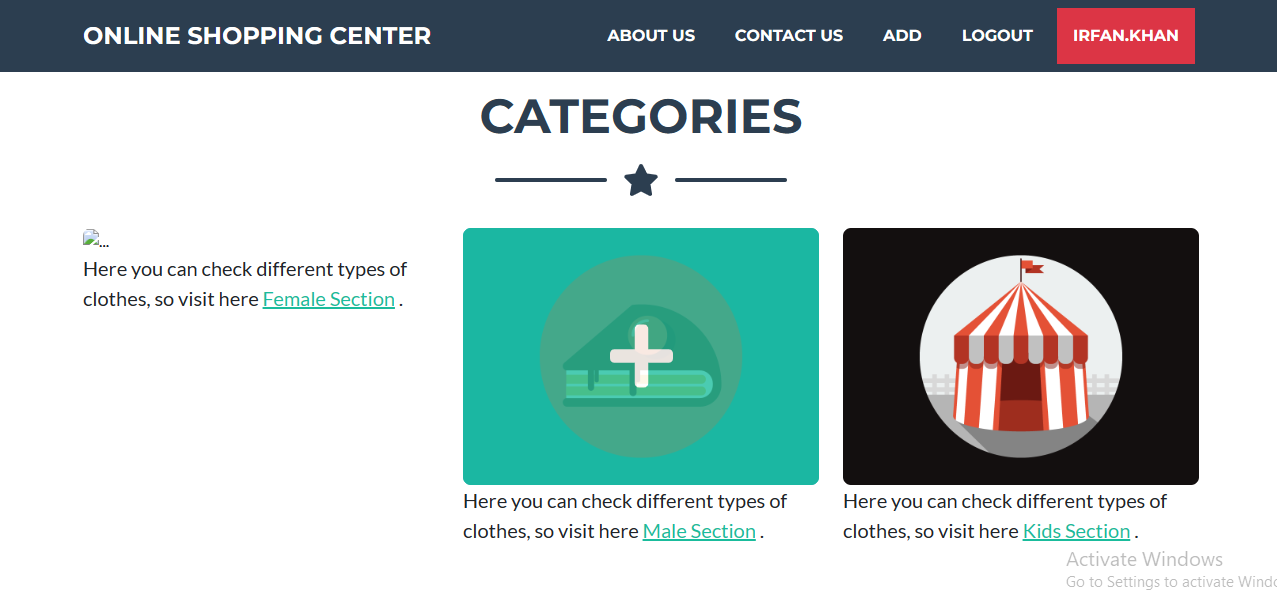 ONLINE SHOPPING CENTER
ABOUT US
CONTACT US
ADD
LOGOUT
IRFAN.KHAN
CATEGORIES
...
Here you can check different types of
clothes, so visit here Female Section .
Here you can check different types of
clothes, so visit here Male Section .
Here you can check different types of
clothes, so visit here Kids Section .
Activate Windows
Go to Settings to activate Windo